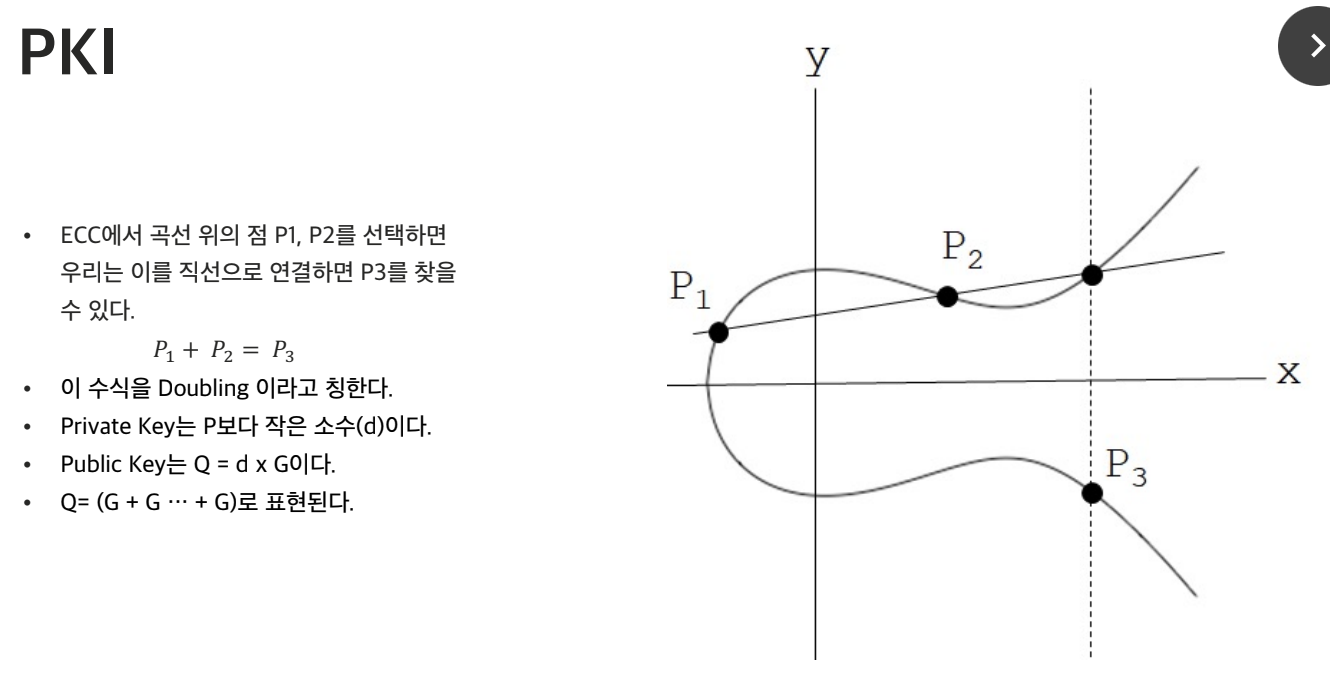 PKI
• ECC에서 곡선 위의 점 P1, P2를 선택하면
우리는 이를 직선으로 연결하면 P3를 찾을
수 있다.
P₁ + P₂ = P₃
• 이 수식을 Doubling 이라고 칭한다.
• Private Key는 P보다 작은 소수(d)이다.
• Public Key는 Q = d x G이다.
• Q= (G + G ⋯ + G)로 표현된다.
y
P₂
P₁
x
P₃